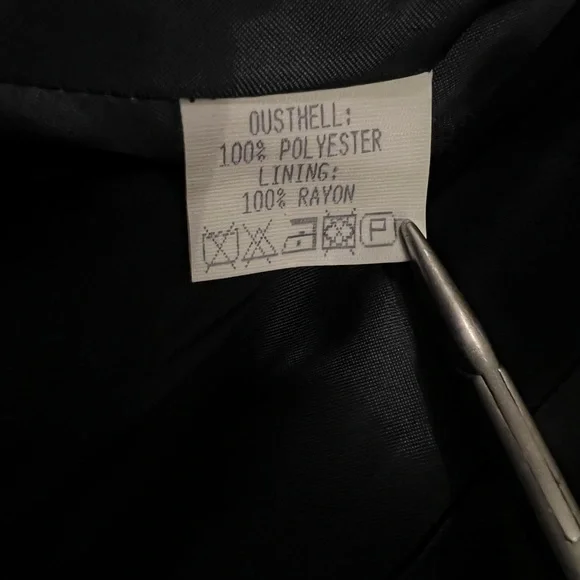 OUSTHELL:
100% POLYESTER
LINING:
100% RAYON
P